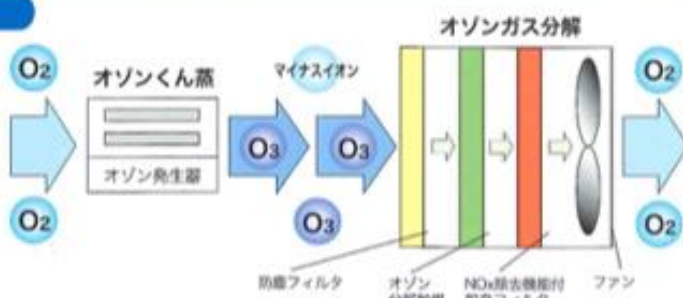 オゾンガス分解
O2
オゾンくん蒸
マイナスイオン
O2
O3
O3
オゾン発生器
O2
O3
O2
防塵フィルタ
オゾン
NOx除去機能付
ファン